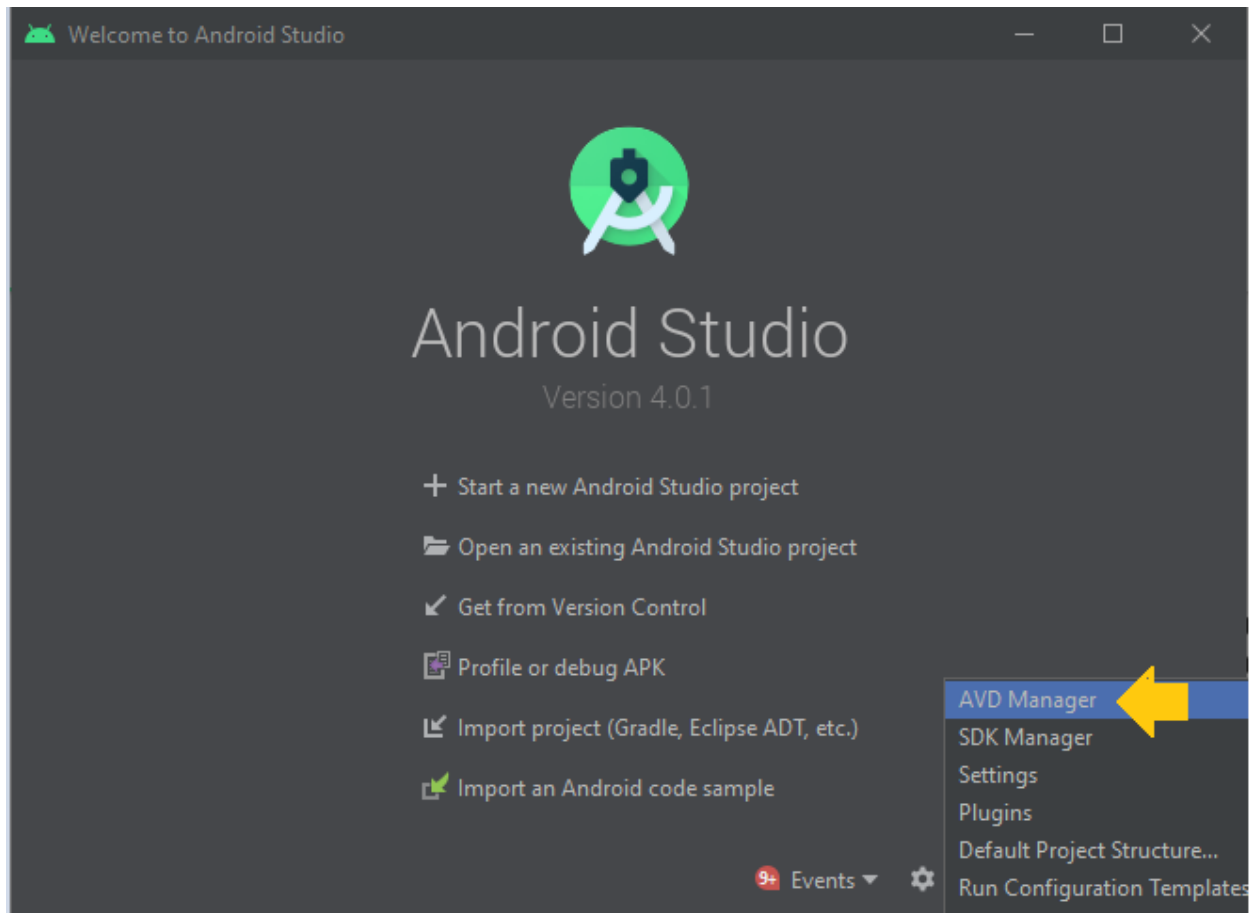 Welcome to Android Studio
Android Studio
Version 4.0.1
Start a new Android Studio project
Open an existing Android Studio project
Get from Version Control
Profile or debug APK
Import project (Gradle, Eclipse ADT, etc.)
Import an Android code sample
9+ Events
AVD Manager
SDK Manager
Settings
Plugins
Default Project Structure...
Run Configuration Templates